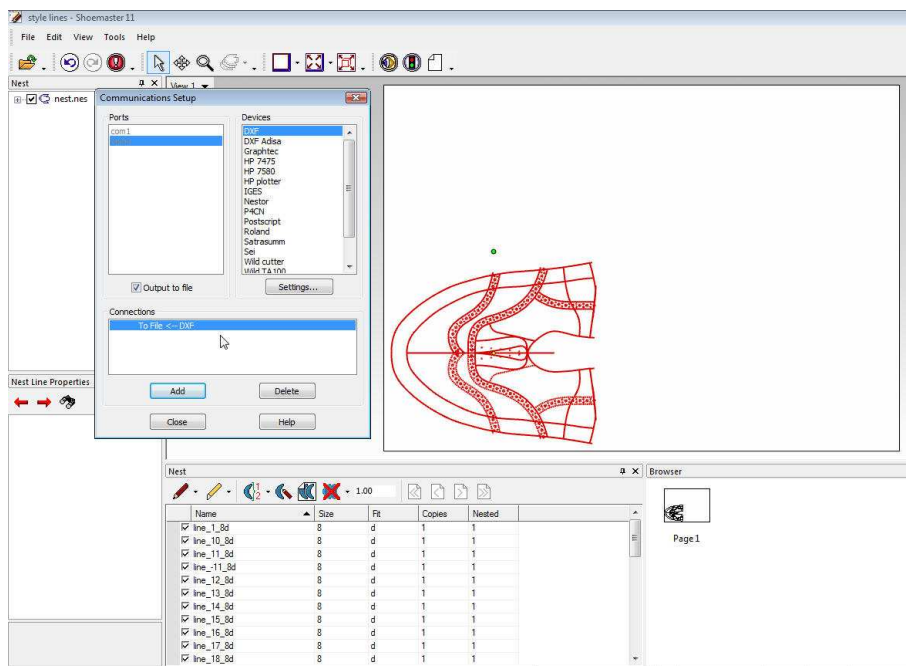 style lines - Shoemaster 11
File Edit View Tools Help
Nest
View 1
nest.nes
Communications Setup
Ports
com1
Devices
DXF
DXF Adisa
Graphtec
HP 7475
HP 7580
HP plotter
IGES
Nestor
P4CN
Postscript
Roland
Satrasumm
Sei
Wild cutter
Wild TA100
Output to file
Settings...
Connections
To File <-- DXF
Add
Delete
Close
Help
Nest Line Properties
Nest
1.00
Name Size Fit Copies Nested
line_1_8d 8 d 1 1
line_10_8d 8 d 1 1
line_11_8d 8 d 1 1
line_-11_8d 8 d 1 1
line_12_8d 8 d 1 1
line_13_8d 8 d 1 1
line_14_8d 8 d 1 1
line_15_8d 8 d 1 1
line_16_8d 8 d 1 1
line_17_8d 8 d 1 1
line_18_8d 8 d 1 1
Browser
Page 1